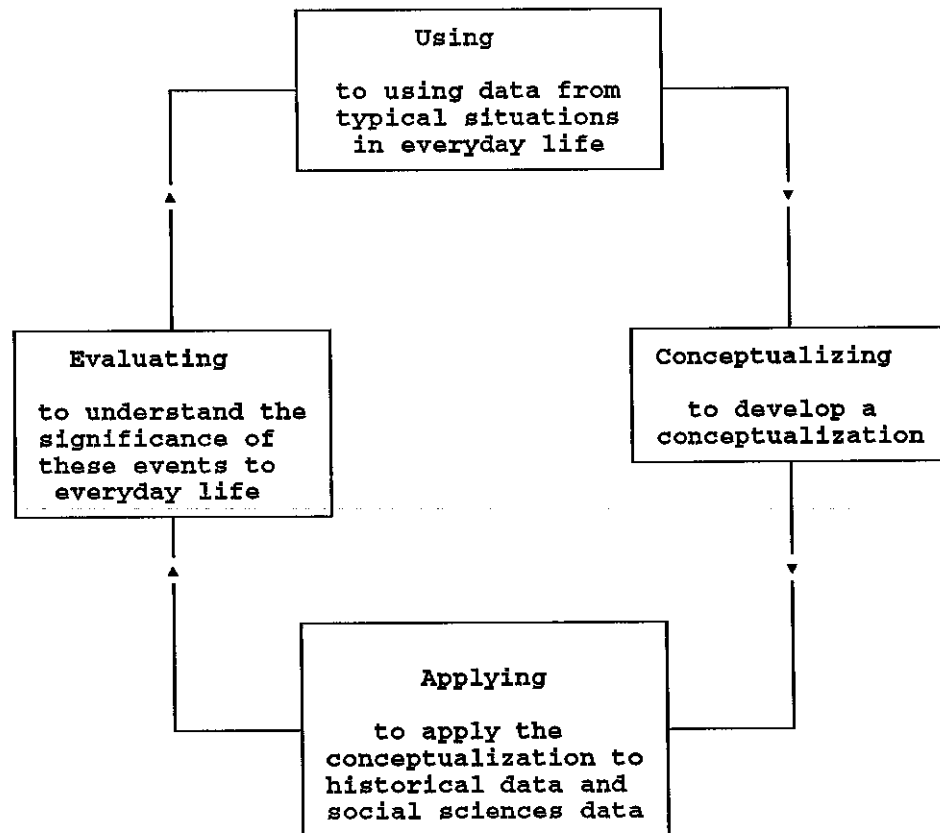 Using
to using data from
typical situations
in everyday life
Evaluating
to understand the
significance of
these events to
everyday life
Conceptualizing
to develop a
conceptualization
Applying
to apply the
conceptualization to
historical data and
social sciences data